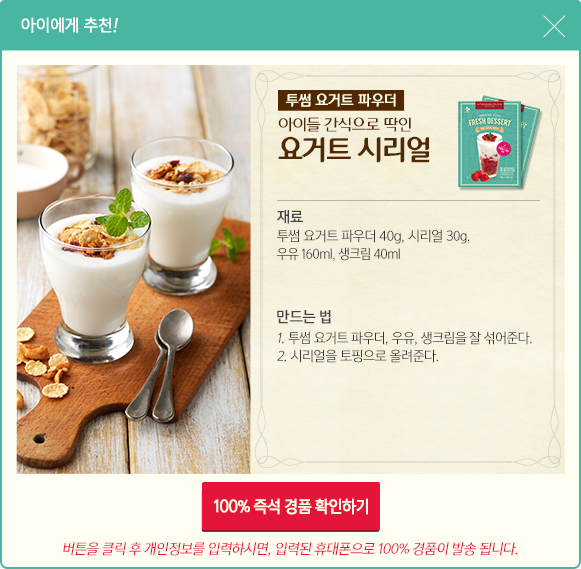 아이에게 추천!
투썸 요거트 파우더
아이들 간식으로 딱인
요거트 시리얼
FRESH DESSERT
재료
투썸 요거트 파우더 40g, 시리얼 30g,
우유 160ml, 생크림 40ml
만드는 법
1. 투썸 요거트 파우더, 우유, 생크림을 잘 섞어준다.
2. 시리얼을 토핑으로 올려준다.
100% 즉석 경품 확인하기
버튼을 클릭 후 개인정보를 입력하시면, 입력된 휴대폰으로 100% 경품이 발송 됩니다.